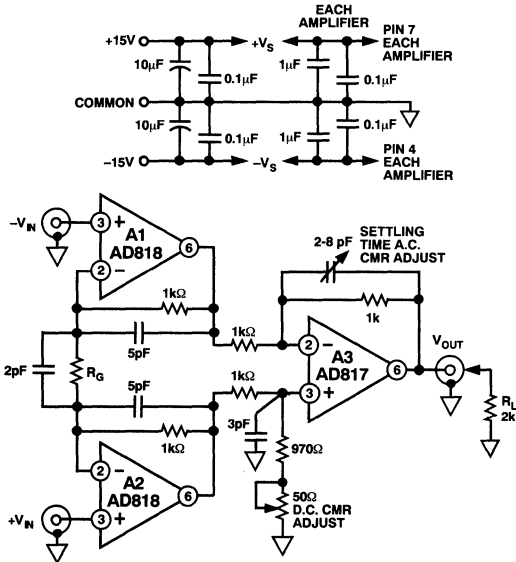 EACH
AMPLIFIER
+15V
+VS
PIN 7
EACH
AMPLIFIER
10µF
0.1µF
1µF
0.1µF
COMMON
10µF
0.1µF
1µF
0.1µF
–15V
–VS
PIN 4
EACH
AMPLIFIER
–VIN
3
+
A1
AD818
6
2
–
1kΩ
5pF
2pF
RG
5pF
1kΩ
2
–
A2
AD818
6
+VIN
3
+
2-8 pF
SETTLING
TIME A.C.
CMR ADJUST
1k
1kΩ
2
–
A3
AD817
6
1kΩ
3
+
3pF
970Ω
50Ω
D.C. CMR
ADJUST
VOUT
RL
2k